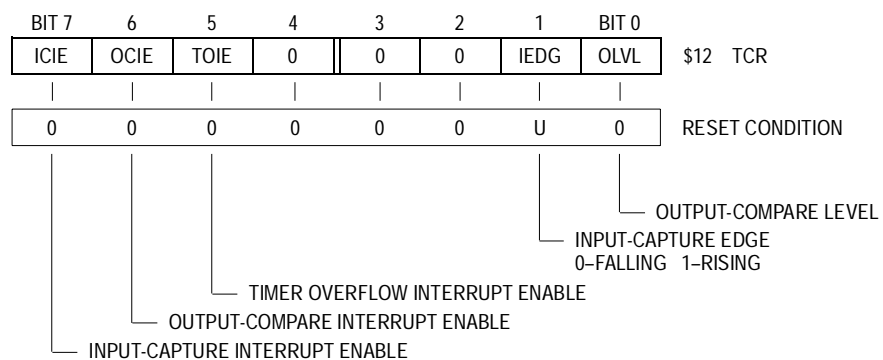 BIT 7 6 5 4 3 2 1 BIT 0
ICIE OCIE TOIE 0 0 0 IEDG OLVL $12 TCR
0 0 0 0 0 0 U 0 RESET CONDITION
OUTPUT-COMPARE LEVEL
INPUT-CAPTURE EDGE
0–FALLING 1–RISING
TIMER OVERFLOW INTERRUPT ENABLE
OUTPUT-COMPARE INTERRUPT ENABLE
INPUT-CAPTURE INTERRUPT ENABLE